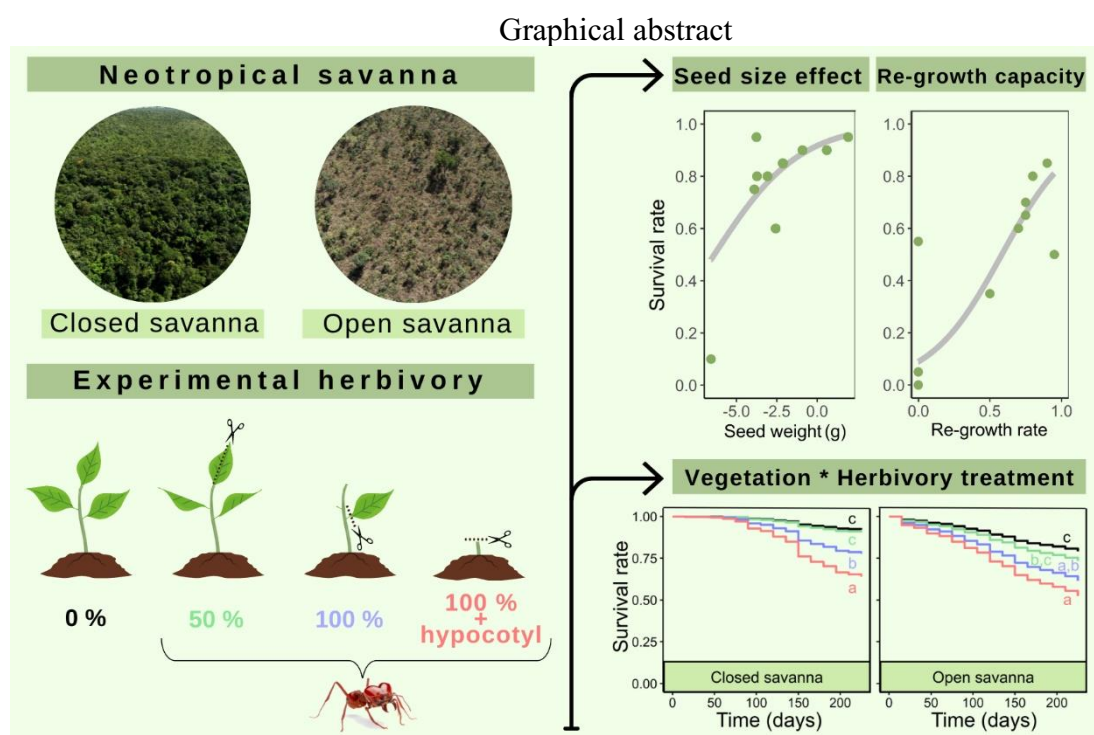 Graphical abstract
Neotropical savanna
Closed savanna
Open savanna
Experimental herbivory
0 %
50 %
100 %
100 %
+
hypocotyl
Seed size effect
Re-growth capacity
Survival rate
1.0
0.8
0.6
0.4
0.2
0.0
-5.0
-2.5
0.0
Seed weight (g)
1.0
0.8
0.6
0.4
0.2
0.0
0.0
0.5
1.0
Re-growth rate
Vegetation * Herbivory treatment
Survival rate
1.00
0.75
0.50
0.25
0.00
c
c
b
a
Closed savanna
0
50
100
150
200
Time (days)
c
b,c
a,b
a
Open savanna
0
50
100
150
200
Time (days)